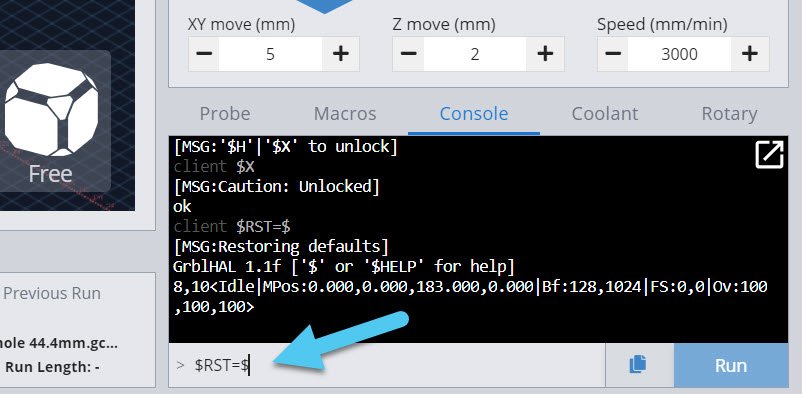 XY move (mm)
Z move (mm)
Speed (mm/min)
− 5 +
− 2 +
− 3000 +
Free
Probe
Macros
Console
Coolant
Rotary
[MSG:'$H'|'$X' to unlock]
client $X
[MSG:Caution: Unlocked]
ok
client $RST=$
[MSG:Restoring defaults]
GrblHAL 1.1f ['$' or '$HELP' for help]
8,10<Idle|MPos:0.000,0.000,183.000,0.000|Bf:128,1024|FS:0,0|Ov:100
,100,100>
Previous Run
ole 44.4mm.gc...
Run Length: -
> $RST=$
Run